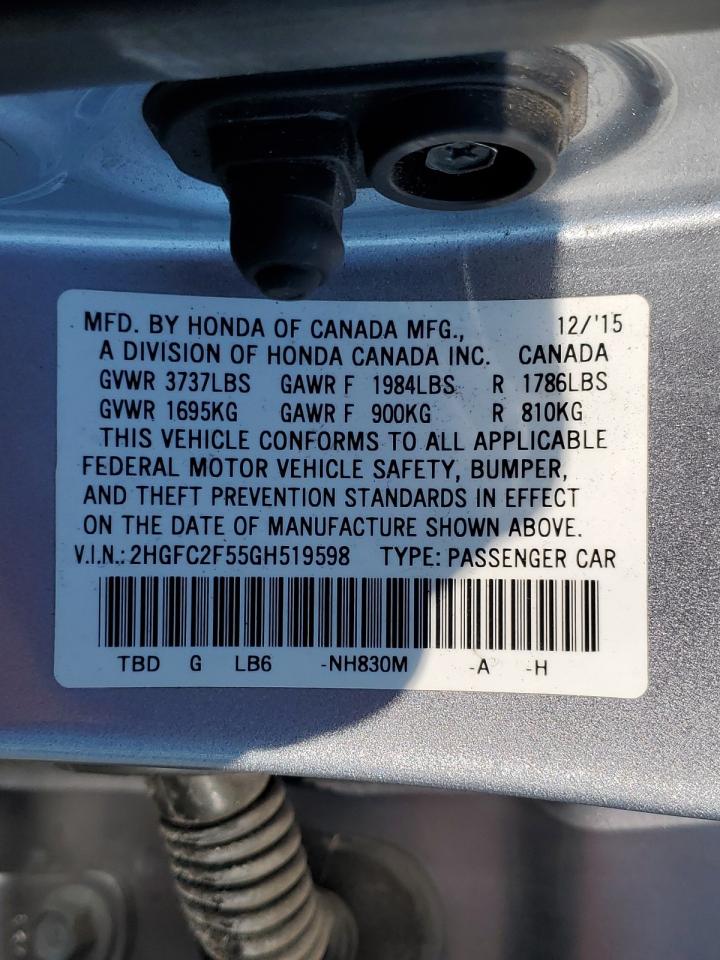 MFD. BY HONDA OF CANADA MFG., 12/'15
A DIVISION OF HONDA CANADA INC. CANADA
GVWR 3737LBS GAWR F 1984LBS R 1786LBS
GVWR 1695KG GAWR F 900KG R 810KG
THIS VEHICLE CONFORMS TO ALL APPLICABLE
FEDERAL MOTOR VEHICLE SAFETY, BUMPER,
AND THEFT PREVENTION STANDARDS IN EFFECT
ON THE DATE OF MANUFACTURE SHOWN ABOVE.
V.I.N.: 2HGFC2F55GH519598 TYPE: PASSENGER CAR
TBD G LB6 -NH830M -A -H